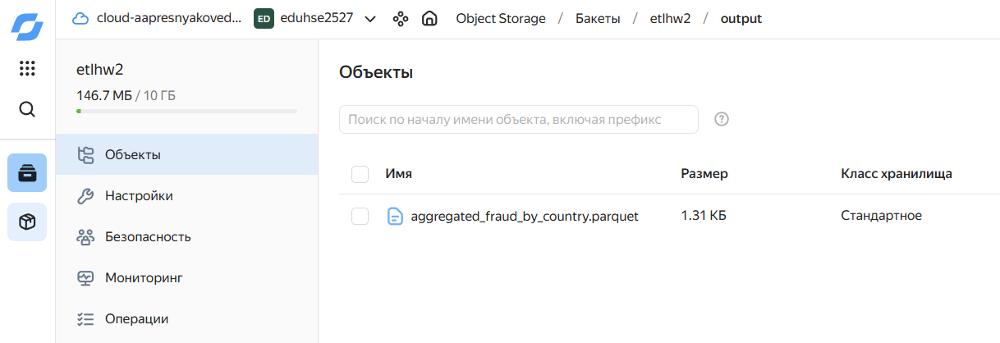 cloud-aapresnyakoved... ED eduhse2527 Object Storage / Бакеты / etlhw2 / output
etlhw2
146.7 МБ / 10 ГБ
Объекты
Настройки
Безопасность
Мониторинг
Операции
Объекты
Поиск по началу имени объекта, включая префикс
Имя Размер Класс хранилища
aggregated_fraud_by_country.parquet 1.31 КБ Стандартное